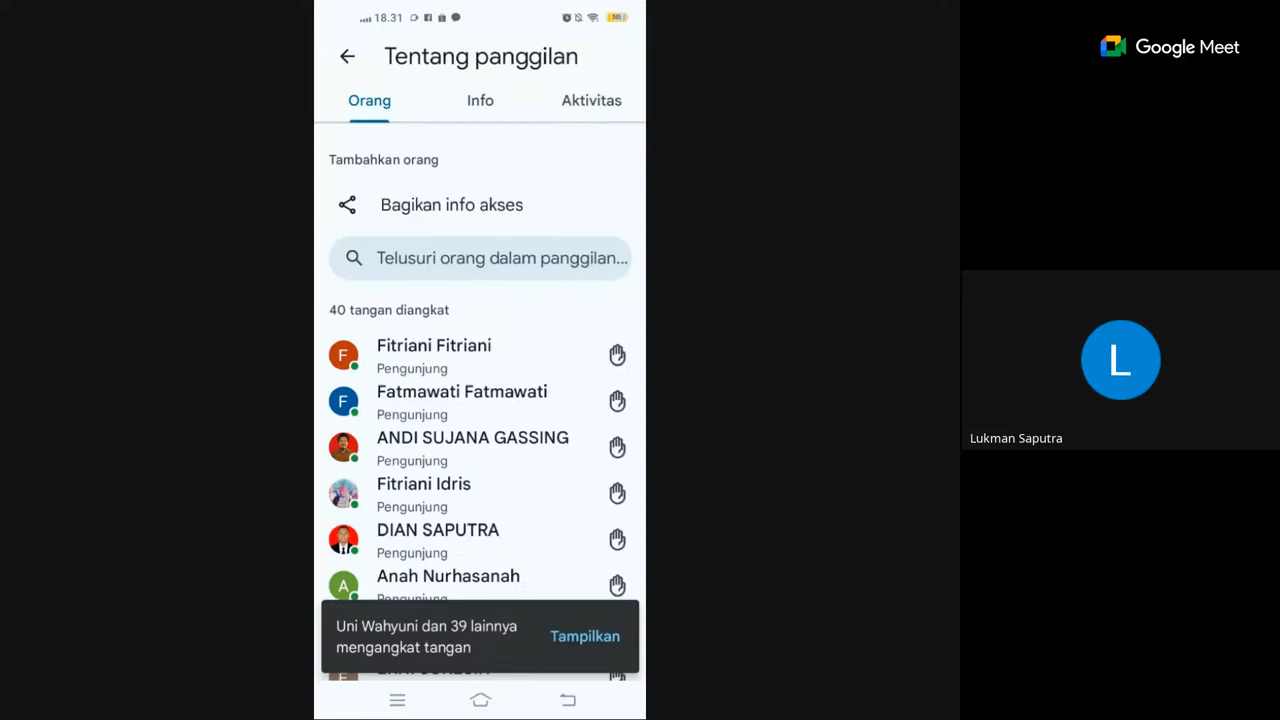 18.31
Google Meet
Tentang panggilan
Orang
Info
Aktivitas
Tambahkan orang
Bagikan info akses
Telusuri orang dalam panggilan...
40 tangan diangkat
F
Fitriani Fitriani
Pengunjung
F
Fatmawati Fatmawati
Pengunjung
ANDI SUJANA GASSING
Pengunjung
Fitriani Idris
Pengunjung
DIAN SAPUTRA
Pengunjung
A
Anah Nurhasanah
Pengunjung
Uni Wahyuni dan 39 lainnya
mengangkat tangan
Tampilkan
L
Lukman Saputra